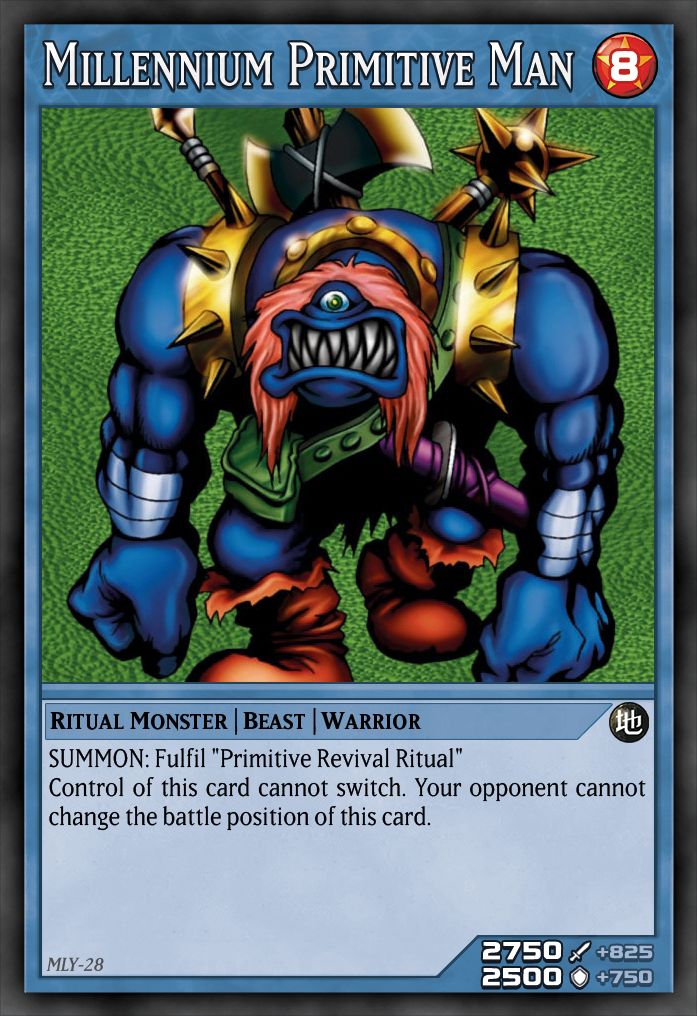 Millennium Primitive Man 8
Ritual Monster | Beast | Warrior
SUMMON: Fulfil "Primitive Revival Ritual"
Control of this card cannot switch. Your opponent cannot
change the battle position of this card.
MLY-28
2750 +825
2500 +750